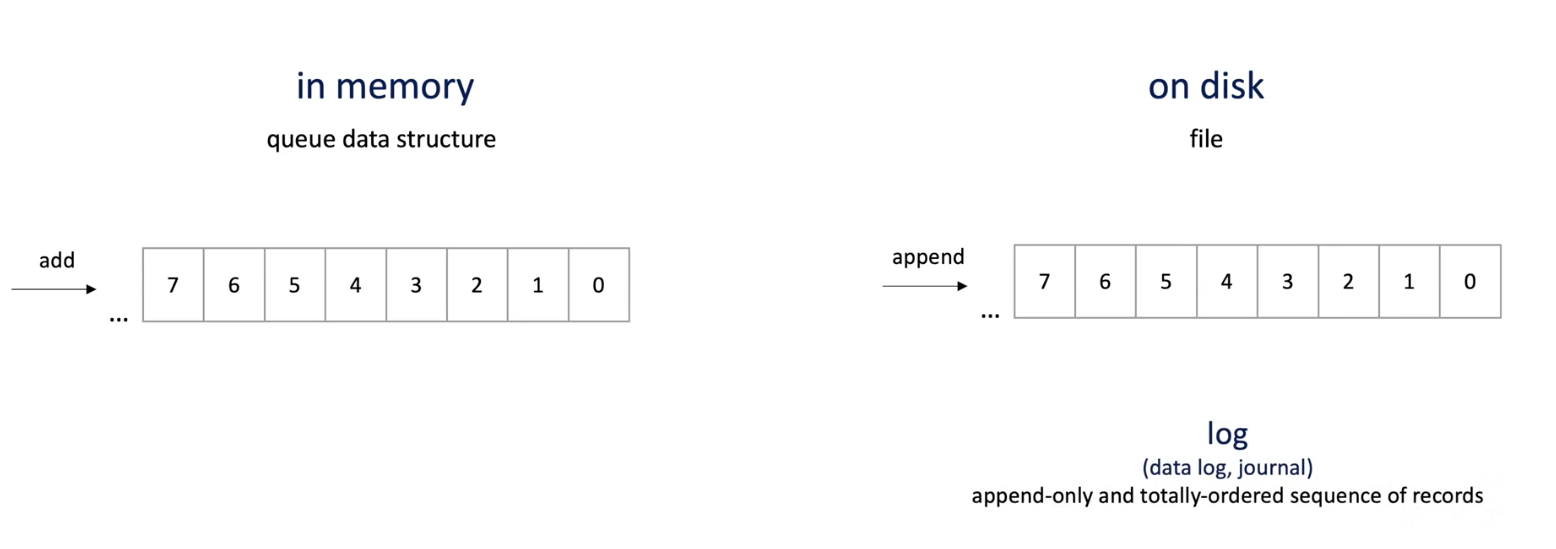 in memory
queue data structure
add
...
7 6 5 4 3 2 1 0
on disk
file
append
...
7 6 5 4 3 2 1 0
log
(data log, journal)
append-only and totally-ordered sequence of records